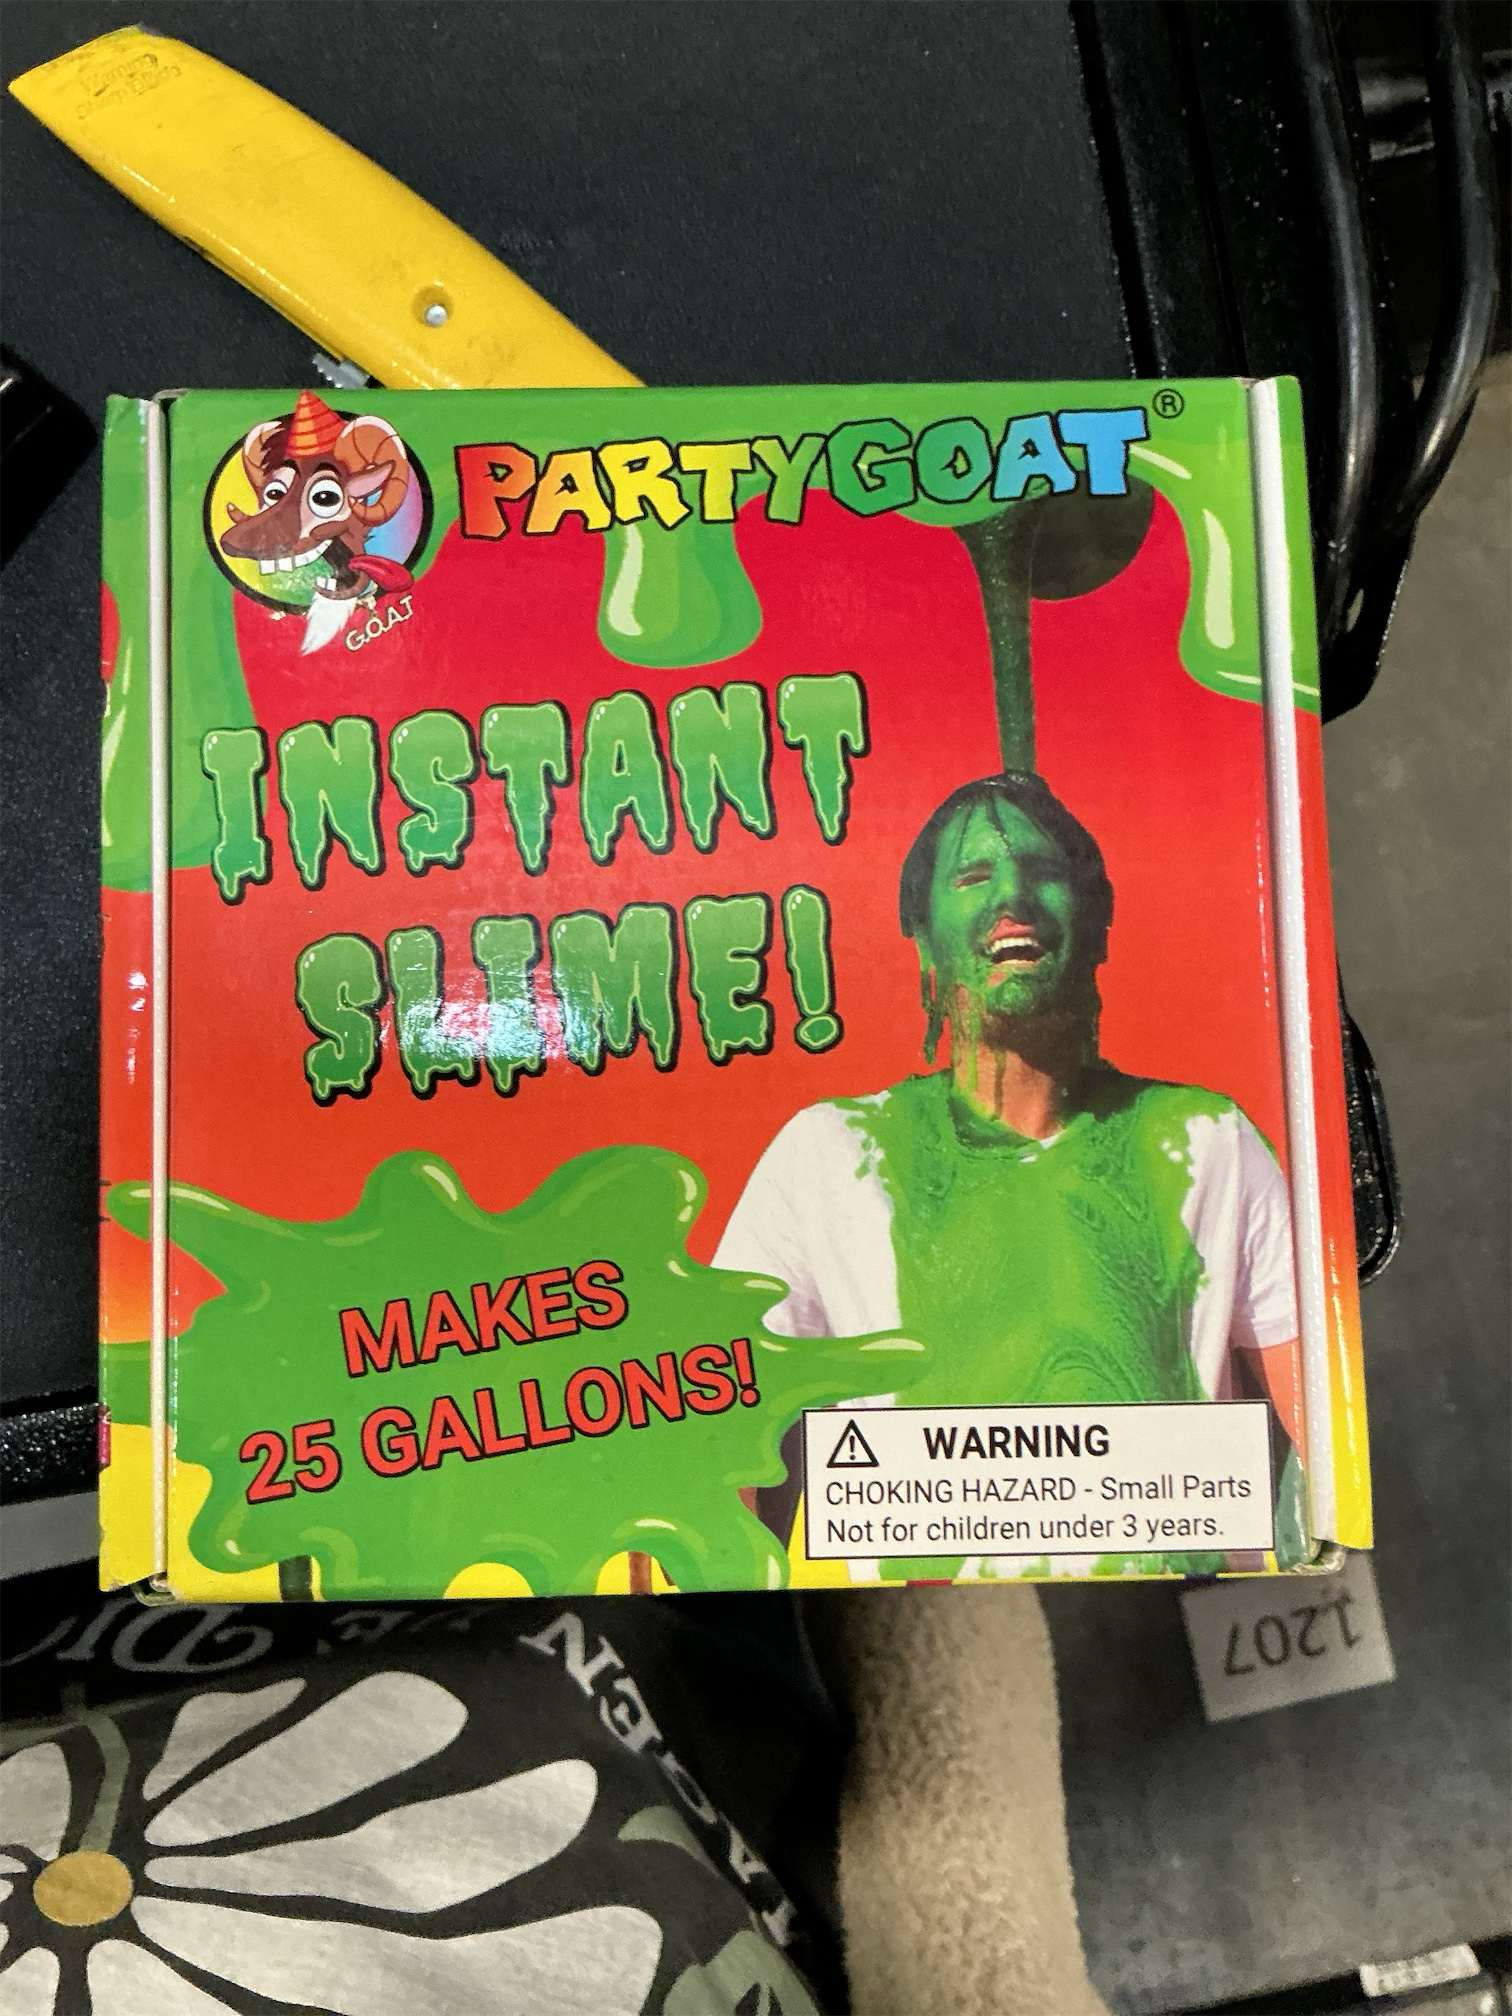 PARTYGOAT®
G.O.A.T
INSTANT
SLIME!
MAKES
25 GALLONS!
WARNING
CHOKING HAZARD - Small Parts
Not for children under 3 years.
1207